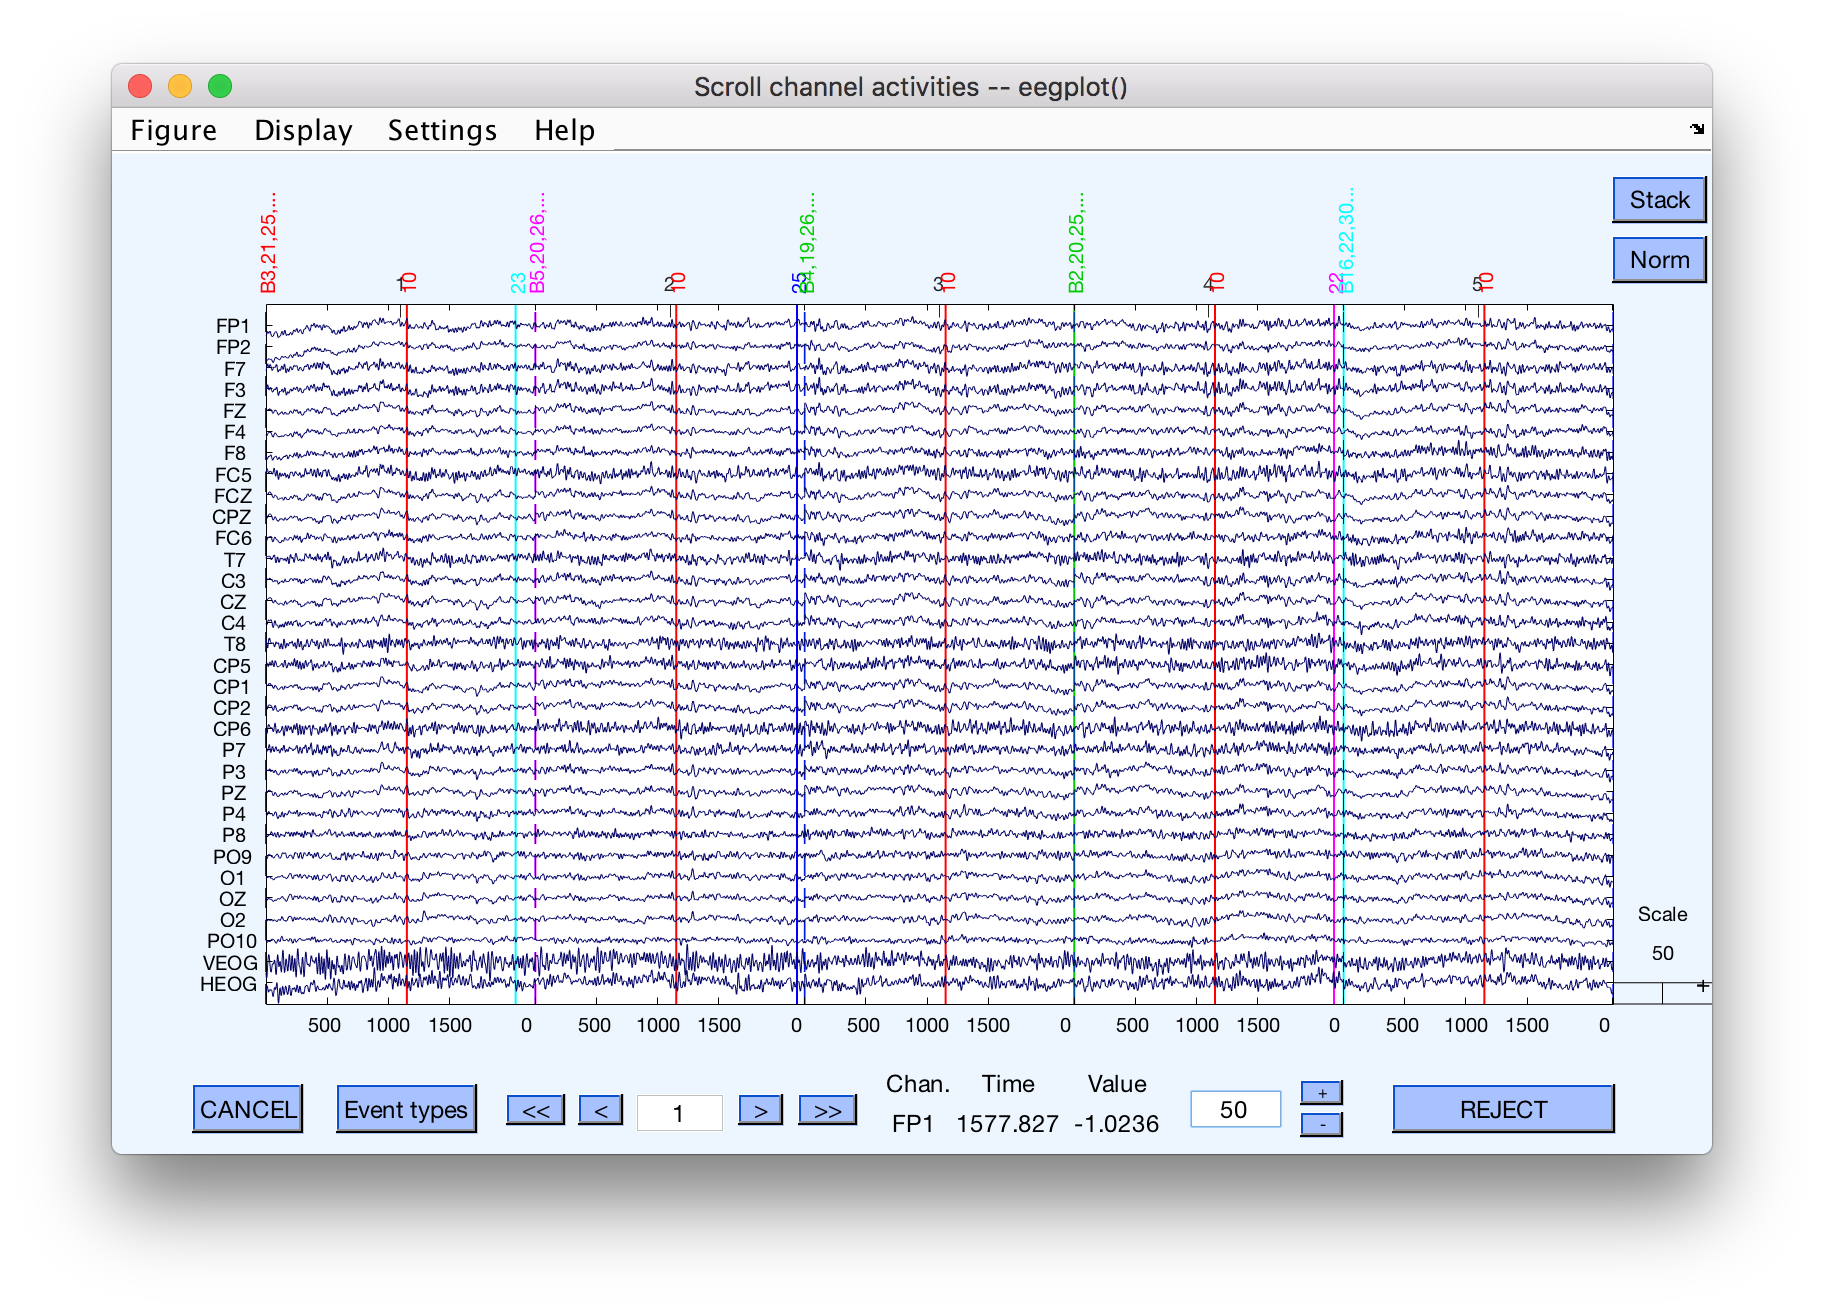 Scroll channel activities -- eegplot()
Figure Display Settings Help
Stack
Norm
B3,21,25,...
1
10
23
B5,20,26,...
2
10
25
B4,19,26,...
3
10
B2,20,25,...
4
10
22
B16,22,30...
5
10
FP1
FP2
F7
F3
FZ
F4
F8
FC5
FCZ
CPZ
FC6
T7
C3
CZ
C4
T8
CP5
CP1
CP2
CP6
P7
P3
PZ
P4
P8
PO9
O1
OZ
O2
PO10
VEOG
HEOG
Scale
50
+
500 1000 1500 0 500 1000 1500 0 500 1000 1500 0 500 1000 1500 0 500 1000 1500 0
CANCEL Event types << < 1 > >>
Chan. Time Value
FP1 1577.827 -1.0236
50
+
-
REJECT